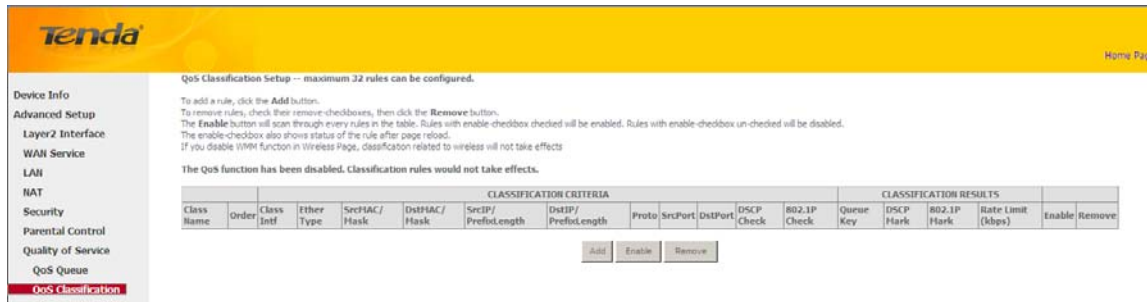 Tenda
Home Pag
Device Info
Advanced Setup
Layer2 Interface
WAN Service
LAN
NAT
Security
Parental Control
Quality of Service
QoS Queue
QoS Classification
QoS Classification Setup -- maximum 32 rules can be configured.
To add a rule, click the Add button.
To remove rules, check their remove-checkboxes, then click the Remove button.
The Enable button will scan through every rules in the table. Rules with enable-checkbox checked will be enabled. Rules with enable-checkbox un-checked will be disabled.
The enable-checkbox also shows status of the rule after page reload.
If you disable WMM function in Wireless Page, classification related to wireless will not take effects
The QoS function has been disabled. Classification rules would not take effects.
CLASSIFICATION CRITERIA CLASSIFICATION RESULTS
Class Name Order Class Intf Ether Type SrcMAC/ Mask DstMAC/ Mask SrcIP/ PrefixLength DstIP/ PrefixLength Proto SrcPort DstPort DSCP Check 802.1P Check Queue Key DSCP Mark 802.1P Mark Rate Limit (kbps) Enable Remove
Add Enable Remove